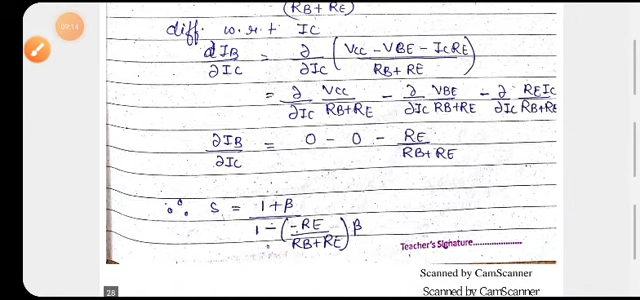 09:14
(RB + RE)
diff. w.r.t IC
∂IB/∂IC = ∂/∂IC ((VCC - VBE - ICRE)/(RB + RE))
= ∂/∂IC VCC/(RB+RE) - ∂/∂IC VBE/(RB+RE) - ∂/∂IC REIC/(RB+RE)
∂IB/∂IC = 0 - 0 - RE/(RB+RE)
∴ S = (1+β)/(1-(-RE/(RB+RE))β)
Teacher's Signature.....................
Scanned by CamScanner
28
Scanned by CamScanner